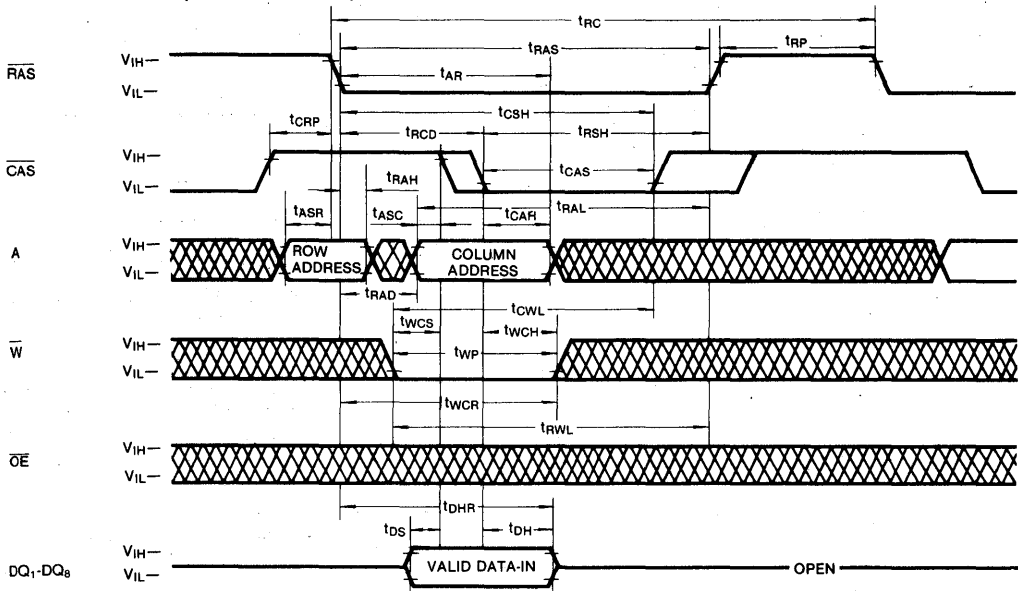 tRC
tRAS
tRP
RAS
VIH
VIL
tAR
tCSH
tCRP
tRCD
tRSH
CAS
VIH
VIL
tCAS
tRAH
tRAL
tASR
tASC
tCAH
A
VIH
VIL
ROW
ADDRESS
COLUMN
ADDRESS
tRAD
tCWL
tWCS
tWCH
W
VIH
VIL
tWP
tWCR
tRWL
OE
VIH
VIL
tDHR
tDS
tDH
DQ1-DQ8
VIH
VIL
VALID DATA-IN
OPEN